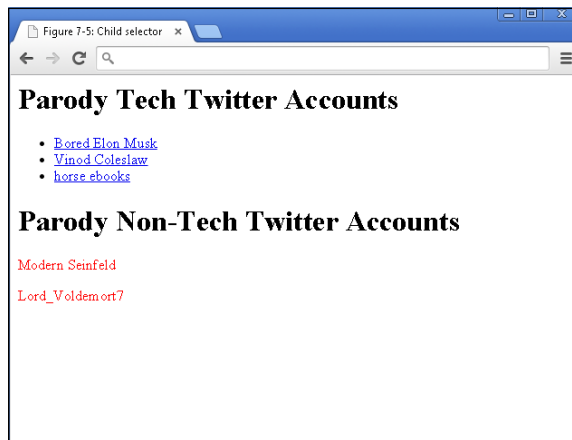 Figure 7-5: Child selector
Parody Tech Twitter Accounts
Bored Elon Musk
Vinod Coleslaw
horse ebooks
Parody Non-Tech Twitter Accounts
Modern Seinfeld
Lord_Voldemort7